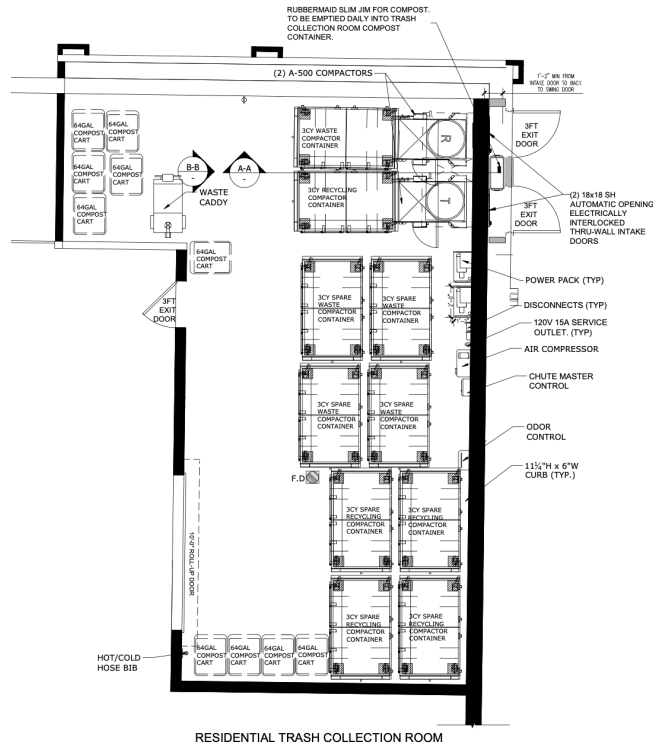 RUBBERMAID SLIM JIM FOR COMPOST.
TO BE EMPTIED DAILY INTO TRASH
COLLECTION ROOM COMPOST
CONTAINER.
(2) A-500 COMPACTORS
1'-2" MIN FROM
INTAKE DOOR TO BACK
TO SWING DOOR
64GAL
COMPOST
CART
64GAL
COMPOST
CART
64GAL
COMPOST
CART
64GAL
COMPOST
CART
64GAL
COMPOST
CART
B-B
-
A-A
-
WASTE
CADDY
3CY WASTE
COMPACTOR
CONTAINER
R
3CY RECYCLING
COMPACTOR
CONTAINER
T
3FT
EXIT
DOOR
3FT
EXIT
DOOR
(2) 18x18 SH
AUTOMATIC OPENING
ELECTRICALLY
INTERLOCKED
THRU-WALL INTAKE
DOORS
64GAL
COMPOST
CART
3FT
EXIT
DOOR
3CY SPARE
WASTE
COMPACTOR
CONTAINER
3CY SPARE
WASTE
COMPACTOR
CONTAINER
POWER PACK (TYP)
DISCONNECTS (TYP)
120V 15A SERVICE
OUTLET. (TYP)
AIR COMPRESSOR
CHUTE MASTER
CONTROL
3CY SPARE
WASTE
COMPACTOR
CONTAINER
3CY SPARE
WASTE
COMPACTOR
CONTAINER
ODOR
CONTROL
11¼"H x 6"W
CURB (TYP.)
F.D
3CY SPARE
RECYCLING
COMPACTOR
CONTAINER
3CY SPARE
RECYCLING
COMPACTOR
CONTAINER
10'0" ROLL-UP DOOR
3CY SPARE
RECYCLING
COMPACTOR
CONTAINER
3CY SPARE
RECYCLING
COMPACTOR
CONTAINER
HOT/COLD
HOSE BIB
64GAL
COMPOST
CART
64GAL
COMPOST
CART
64GAL
COMPOST
CART
64GAL
COMPOST
CART
RESIDENTIAL TRASH COLLECTION ROOM